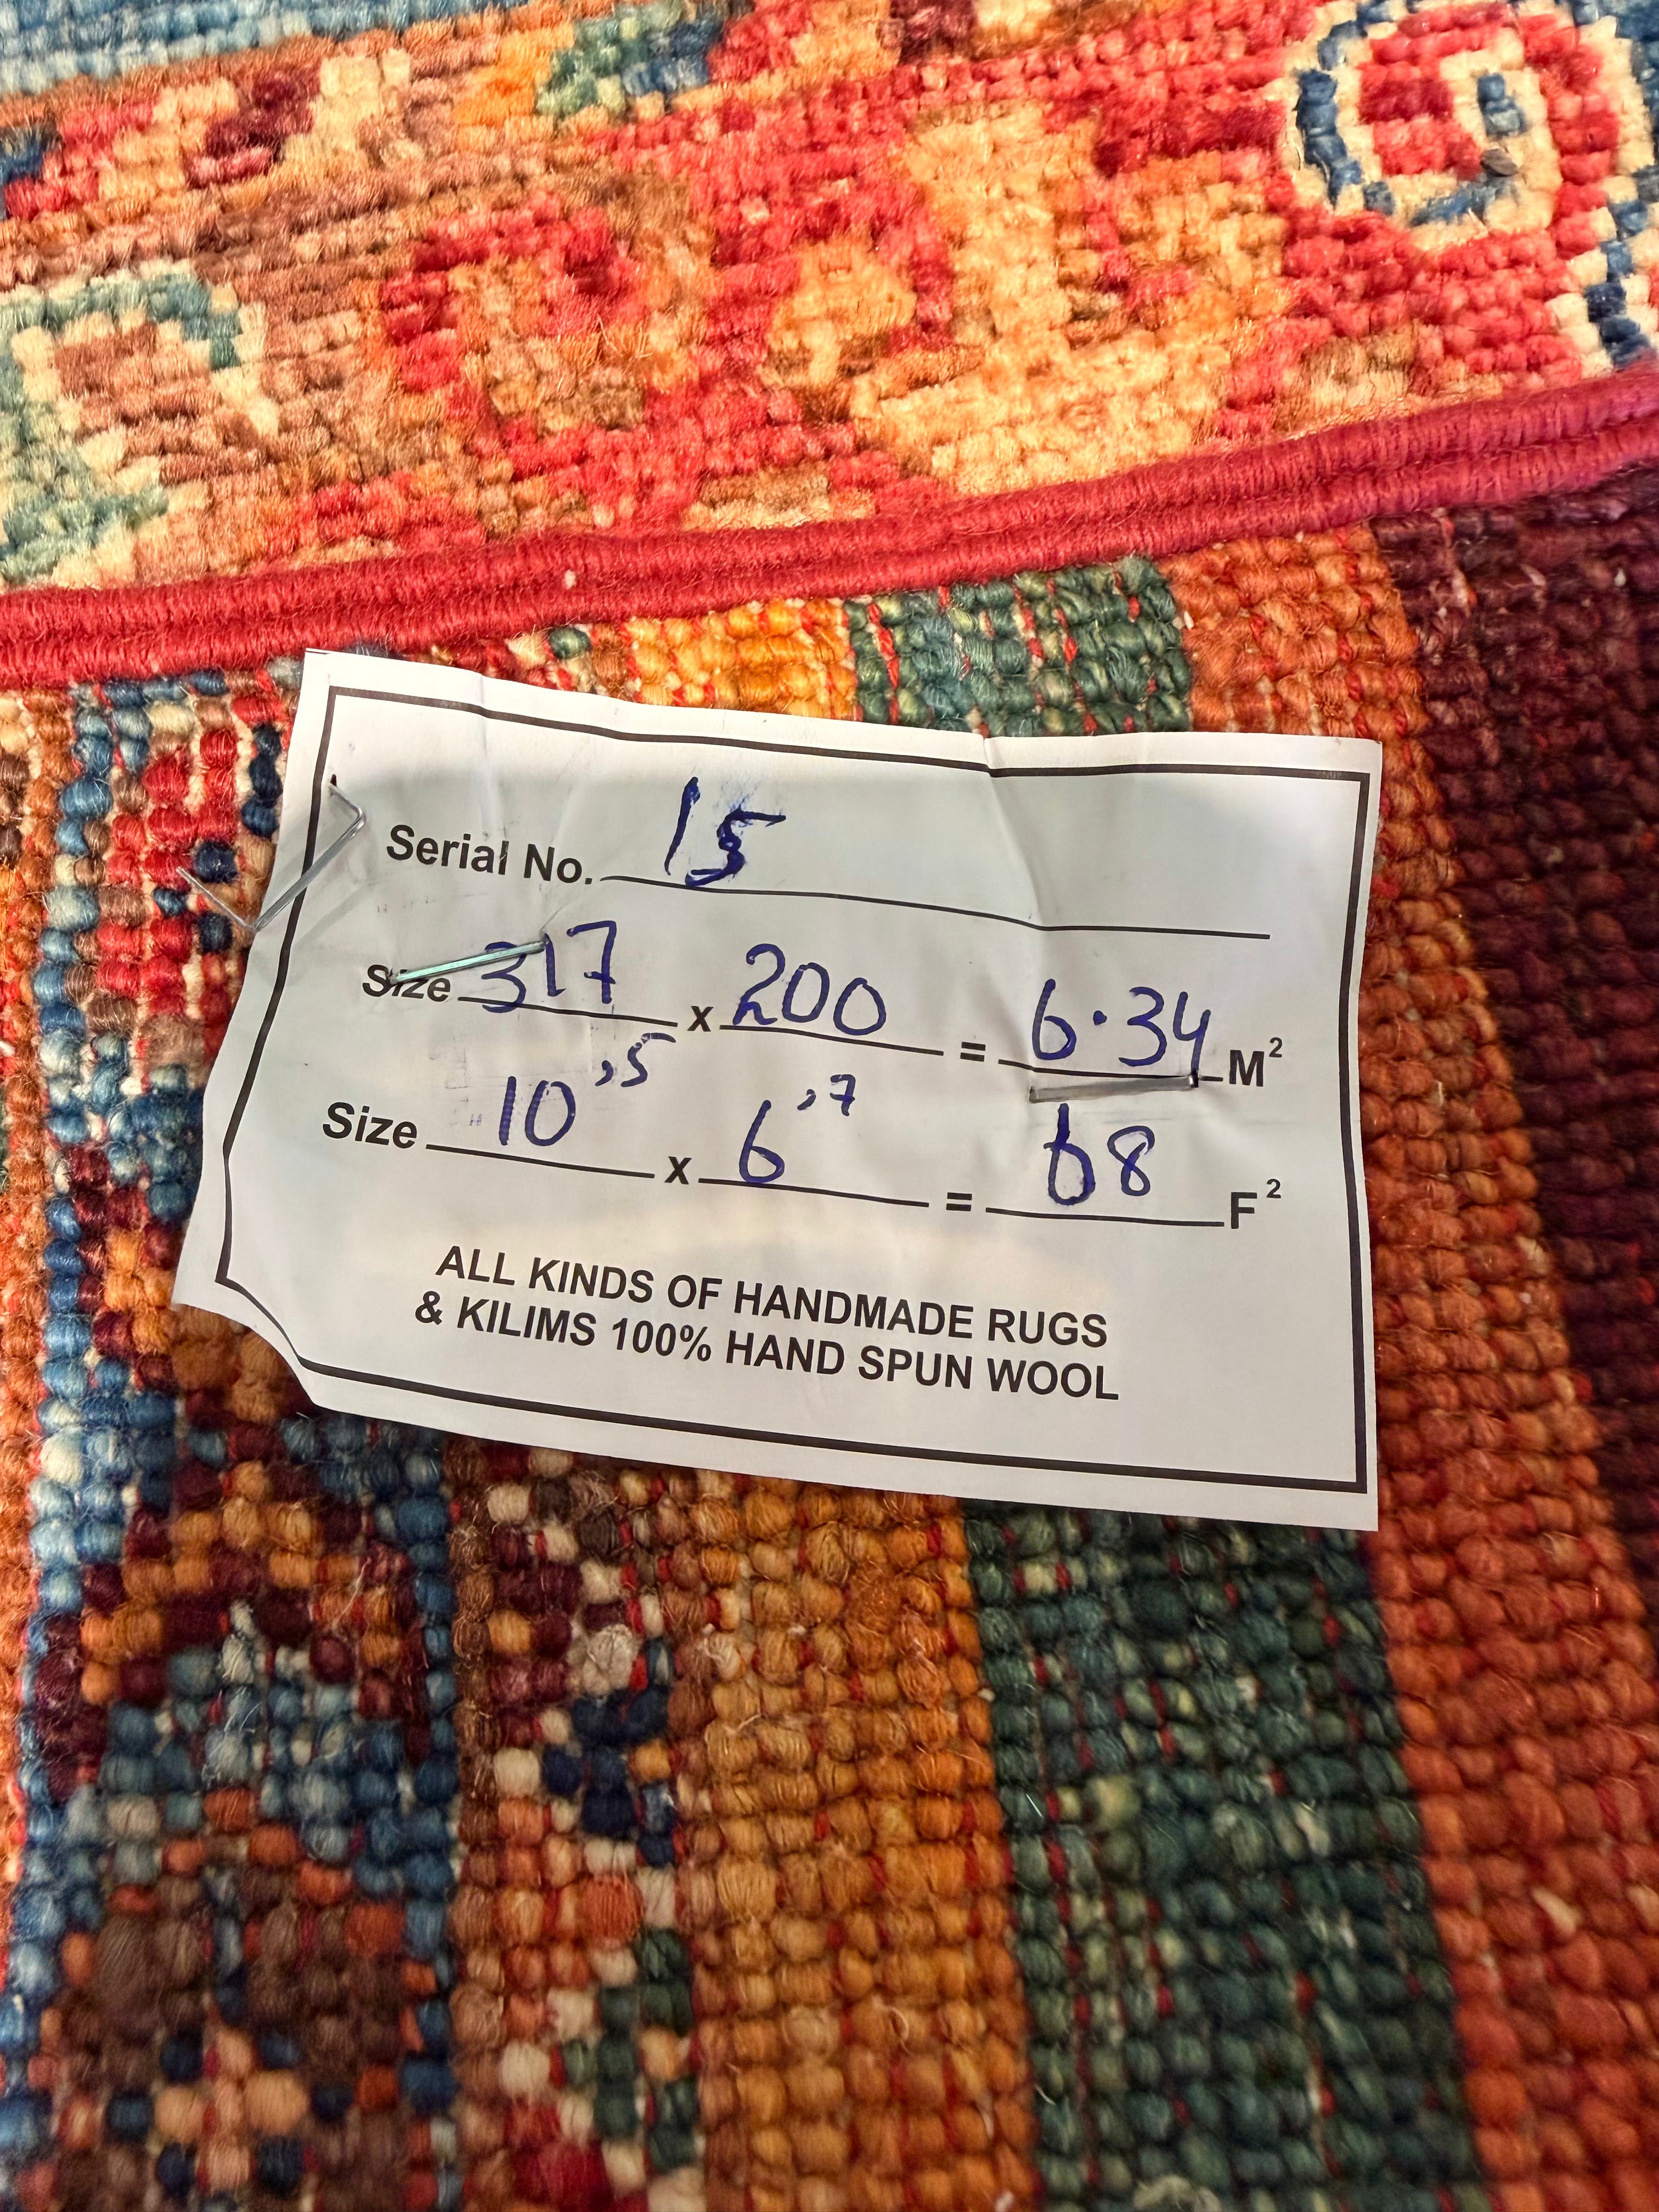 Serial No. 15
Size 317 x 200 = 6.34 M²
Size 10'5 x 6'7 = 68 F²
ALL KINDS OF HANDMADE RUGS
& KILIMS 100% HAND SPUN WOOL